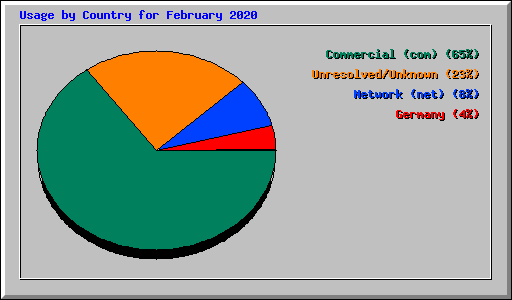 Usage by Country for February 2020
Commercial (com) (65%)
Unresolved/Unknown (23%)
Network (net) (8%)
Germany (4%)